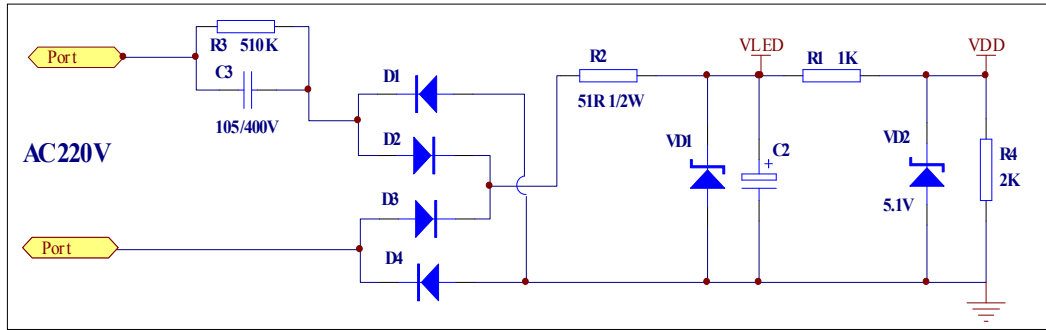 Port
R3 510K
C3
105/400V
AC220V
Port
D1
D2
D3
D4
R2
51R 1/2W
VLED
R1 1K
VDD
VD1
C2
+
VD2
5.1V
R4
2K